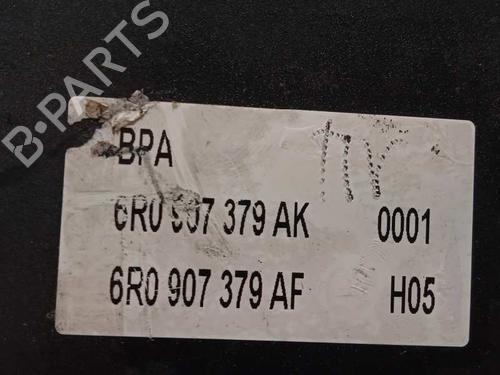 B-PARTS
BPA
6R0 907 379 AK 0001
6R0 907 379 AF H05